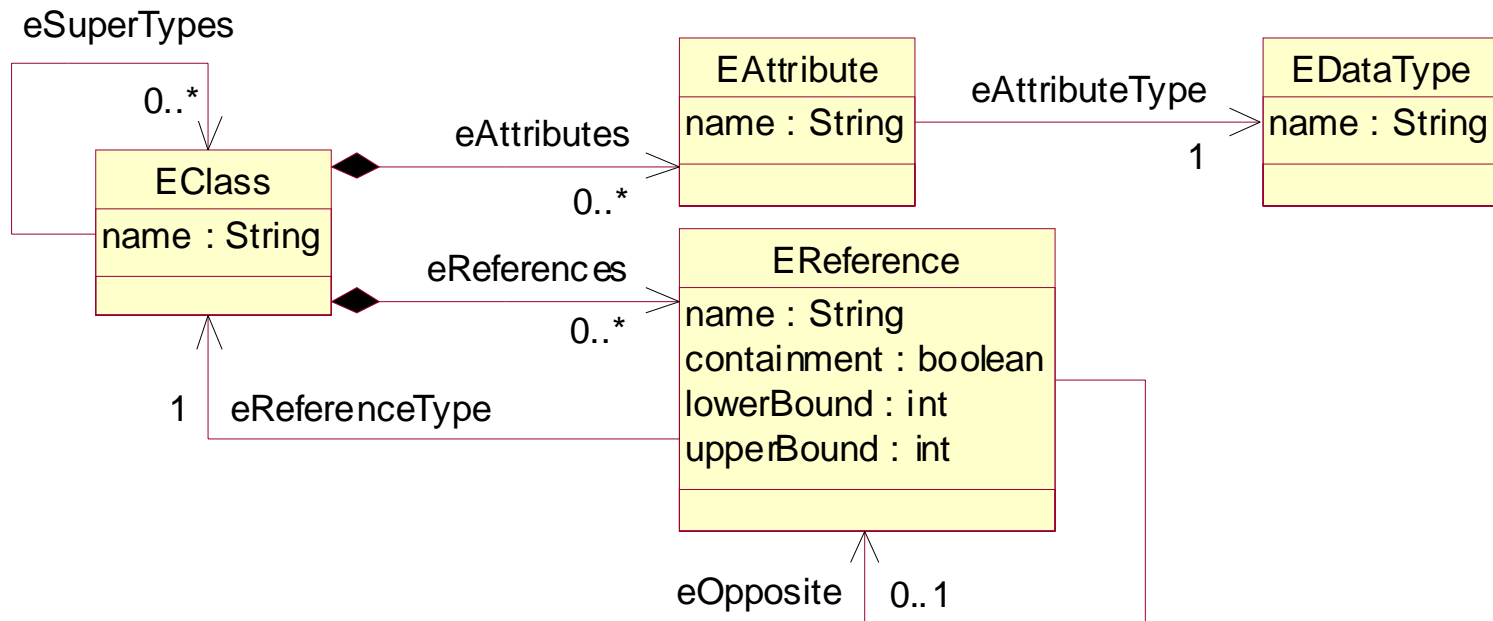 eSuperTypes
0..*
EClass
name : String
eAttributes
0..*
EAttribute
name : String
eAttributeType
1
EDataType
name : String
eReferences
0..*
EReference
name : String
containment : boolean
lowerBound : int
upperBound : int
1
eReferenceType
eOpposite
0..1